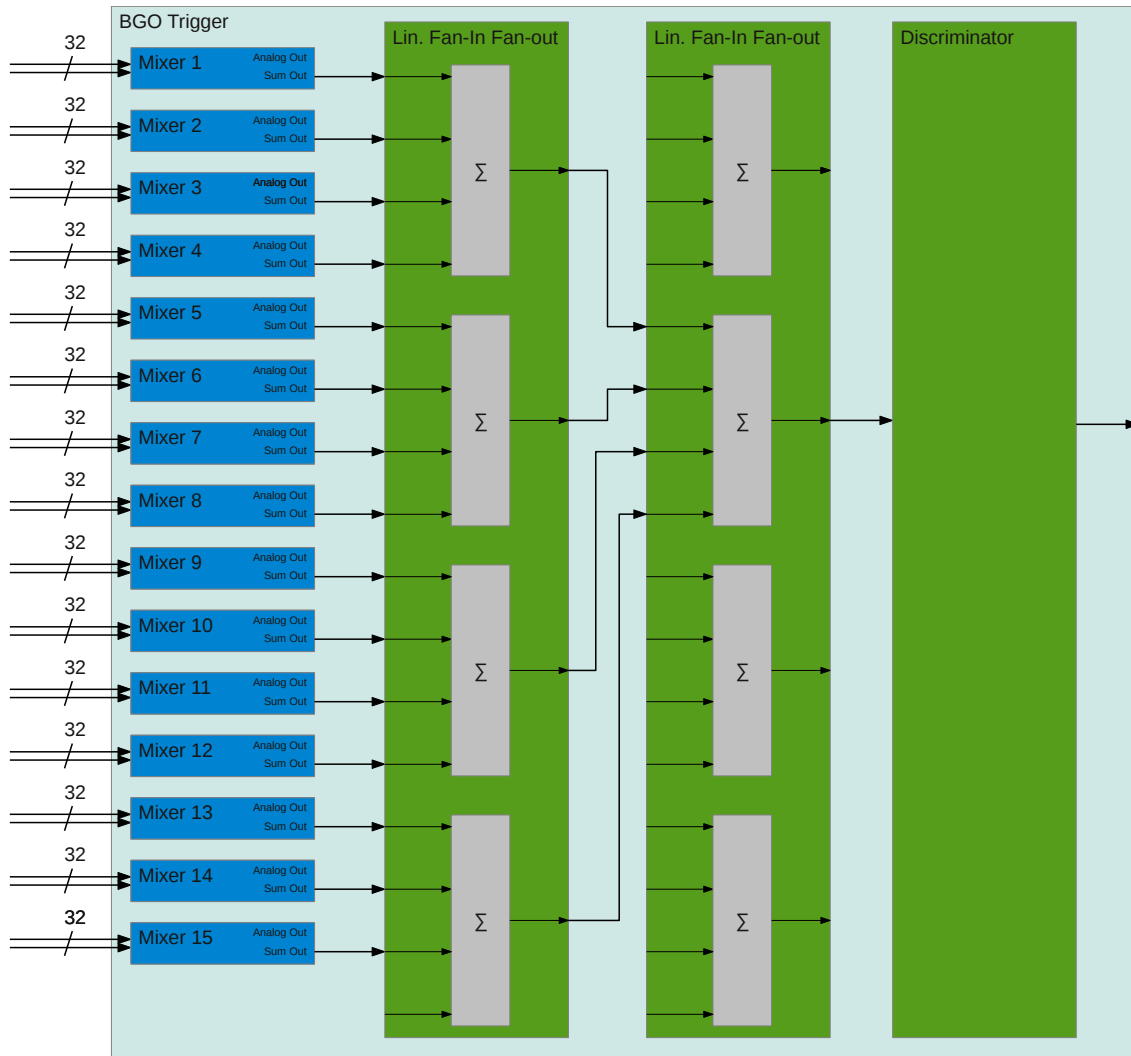 BGO Trigger
Lin. Fan-In Fan-out
Lin. Fan-In Fan-out
Discriminator
32
Mixer 1
Analog Out
Sum Out
32
Mixer 2
Analog Out
Sum Out
32
Mixer 3
Analog Out
Sum Out
∑
∑
32
Mixer 4
Analog Out
Sum Out
32
Mixer 5
Analog Out
Sum Out
32
Mixer 6
Analog Out
Sum Out
32
Mixer 7
Analog Out
Sum Out
∑
∑
32
Mixer 8
Analog Out
Sum Out
32
Mixer 9
Analog Out
Sum Out
32
Mixer 10
Analog Out
Sum Out
32
Mixer 11
Analog Out
Sum Out
∑
∑
32
Mixer 12
Analog Out
Sum Out
32
Mixer 13
Analog Out
Sum Out
32
Mixer 14
Analog Out
Sum Out
32
Mixer 15
Analog Out
Sum Out
∑
∑